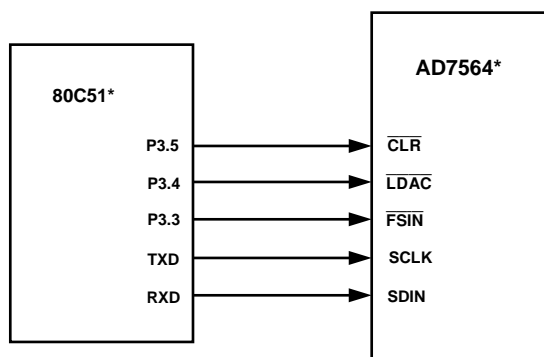 AD7564*
80C51*
P3.5 CLR
P3.4 LDAC
P3.3 FSIN
TXD SCLK
RXD SDIN